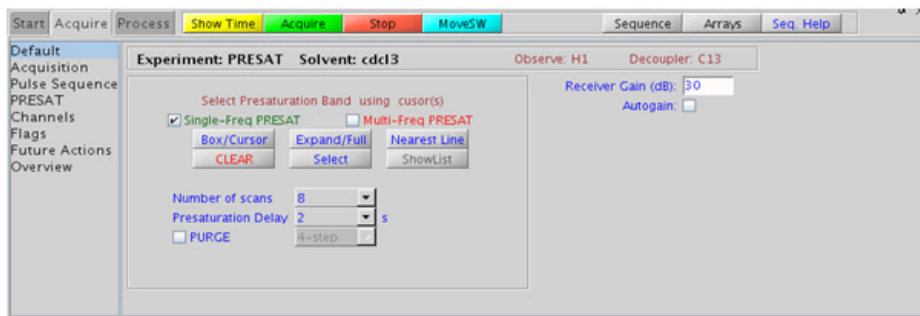 Start Acquire Process Show Time Acquire Stop MoveSW Sequence Arrays Seq. Help
Default
Acquisition
Pulse Sequence
PRESAT
Channels
Flags
Future Actions
Overview
Experiment: PRESAT Solvent: cdcl3 Observe: H1 Decoupler: C13
Select Presaturation Band using cusor(s)
Single-Freq PRESAT Multi-Freq PRESAT
Box/Cursor Expand/Full Nearest Line
CLEAR Select ShowList
Number of scans 8
Presaturation Delay 2 s
PURGE 4-step
Receiver Gain (dB): 30
Autogain: